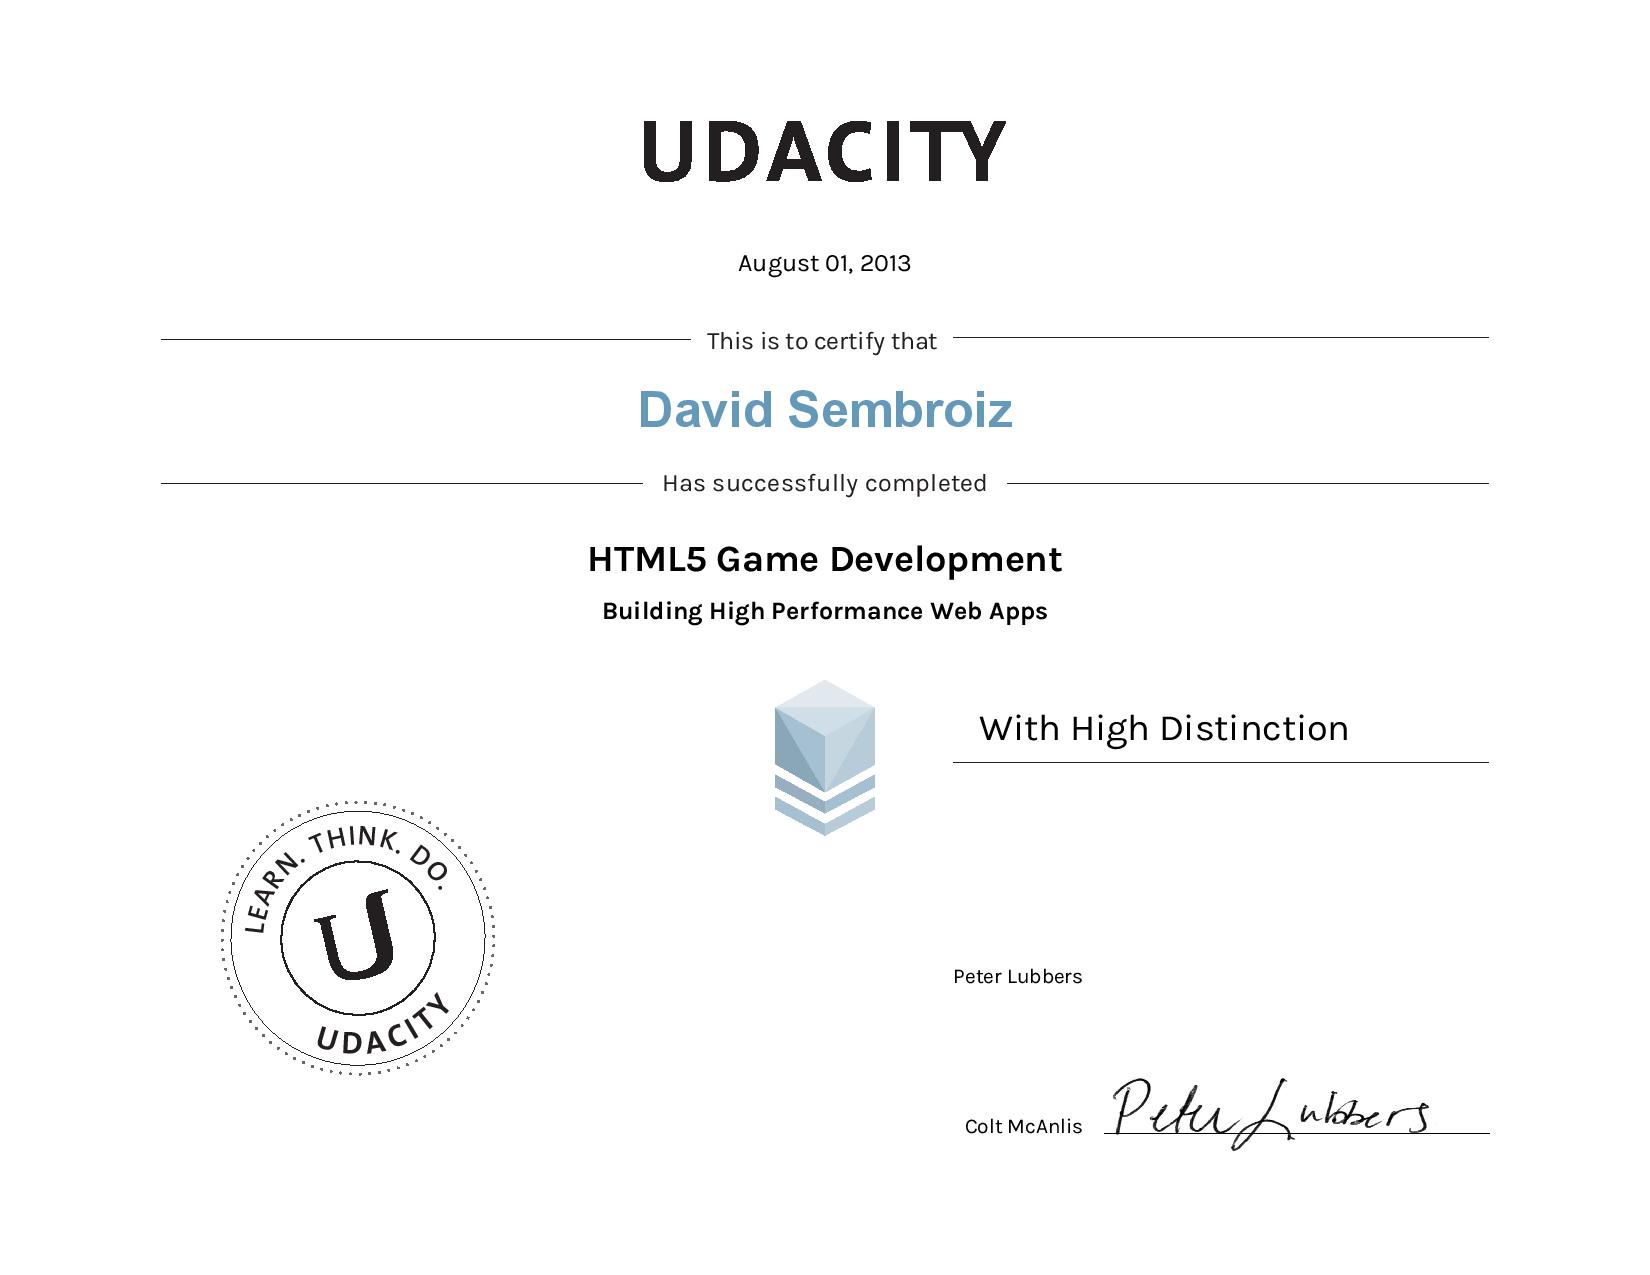 UDACITY
August 01, 2013
This is to certify that
David Sembroiz
Has successfully completed
HTML5 Game Development
Building High Performance Web Apps
With High Distinction
LEARN. THINK. DO.
U
UDACITY
Peter Lubbers
Colt McAnlis
Peter Lubbers